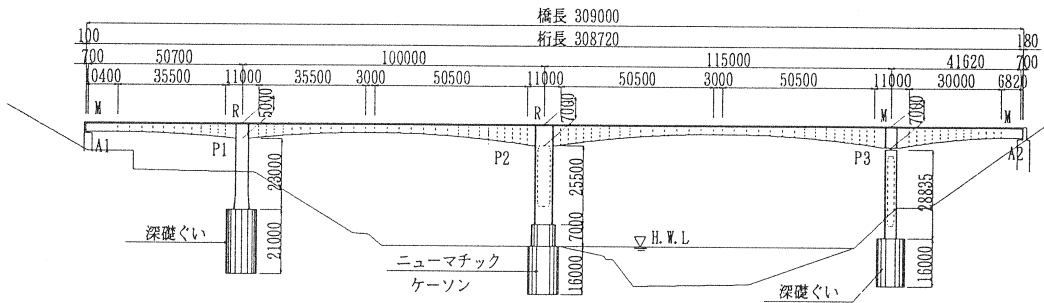 橋長 309000
100 桁長 308720 180
700 50700 100000 115000 41620 700
10400 35500 11000 35500 3000 50500 11000 50500 3000 50500 11000 30000 6820
M R 5000 R 7000 M 7000 M
A1 P1 P2 P3 A2
23000 25500 28835
深礎ぐい 21000 7000 H.W.L
ニューマチック
ケーソン 16000 深礎ぐい 16000